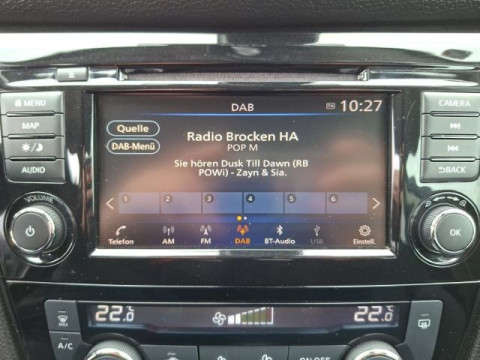 DAB 10:27
MENU
MAP
AUDIO
VOLUME
CAMERA
BACK
OK
Quelle
DAB-Menü
Radio Brocken HA
POP M
Sie hören Dusk Till Dawn (RB
POWi) - Zayn & Sia.
1 2 3 4 5 6
Telefon AM FM DAB BT-Audio USB Einstell.
22.0 22.0
A/C
ON·OFF